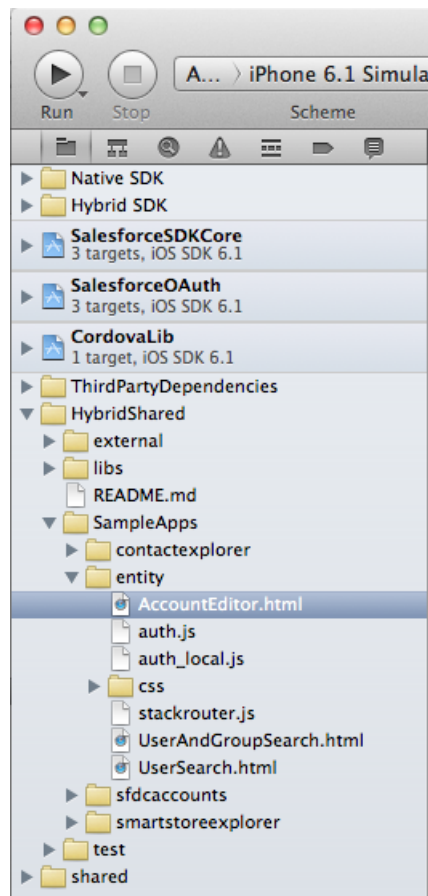 A... > iPhone 6.1 Simula
Run Stop Scheme
Native SDK
Hybrid SDK
SalesforceSDKCore
3 targets, iOS SDK 6.1
SalesforceOAuth
3 targets, iOS SDK 6.1
CordovaLib
1 target, iOS SDK 6.1
ThirdPartyDependencies
HybridShared
external
libs
README.md
SampleApps
contactexplorer
entity
AccountEditor.html
auth.js
auth_local.js
css
stackrouter.js
UserAndGroupSearch.html
UserSearch.html
sfdcaccounts
smartstoreexplorer
test
shared